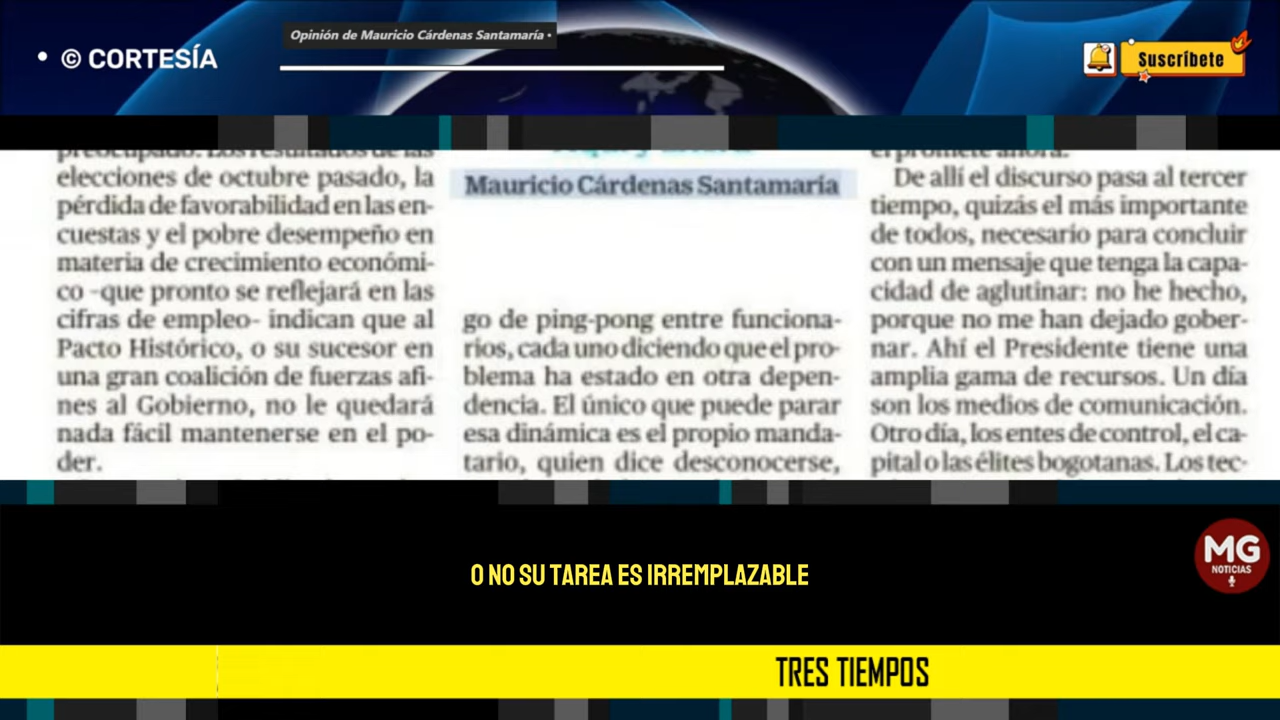 Opinión de Mauricio Cárdenas Santamaría •
• © CORTESÍA
Suscríbete
preocupado. Los resultados de las
elecciones de octubre pasado, la
pérdida de favorabilidad en las en-
cuestas y el pobre desempeño en
materia de crecimiento económi-
co -que pronto se reflejará en las
cifras de empleo- indican que al
Pacto Histórico, o su sucesor en
una gran coalición de fuerzas afi-
nes al Gobierno, no le quedará
nada fácil mantenerse en el po-
der.
Mauricio Cárdenas Santamaría
go de ping-pong entre funciona-
rios, cada uno diciendo que el pro-
blema ha estado en otra depen-
dencia. El único que puede parar
esa dinámica es el propio manda-
tario, quien dice desconocerse,
el promete ahora.
De allí el discurso pasa al tercer
tiempo, quizás el más importante
de todos, necesario para concluir
con un mensaje que tenga la capa-
cidad de aglutinar: no he hecho,
porque no me han dejado gober-
nar. Ahí el Presidente tiene una
amplia gama de recursos. Un día
son los medios de comunicación.
Otro día, los entes de control, el ca-
pital o las élites bogotanas. Los tec-
O NO SU TAREA ES IRREMPLAZABLE
MG
NOTICIAS
TRES TIEMPOS